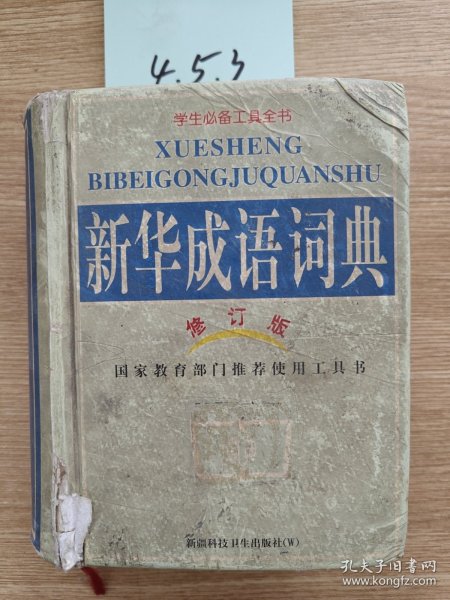 4.5.3
学生必备工具全书
XUESHENG
BIBEIGONGJUQUANSHU
新华成语词典
修订版
国家教育部门推荐使用工具书
新疆科技卫生出版社(W)
孔夫子旧书网
www.kongfz.com